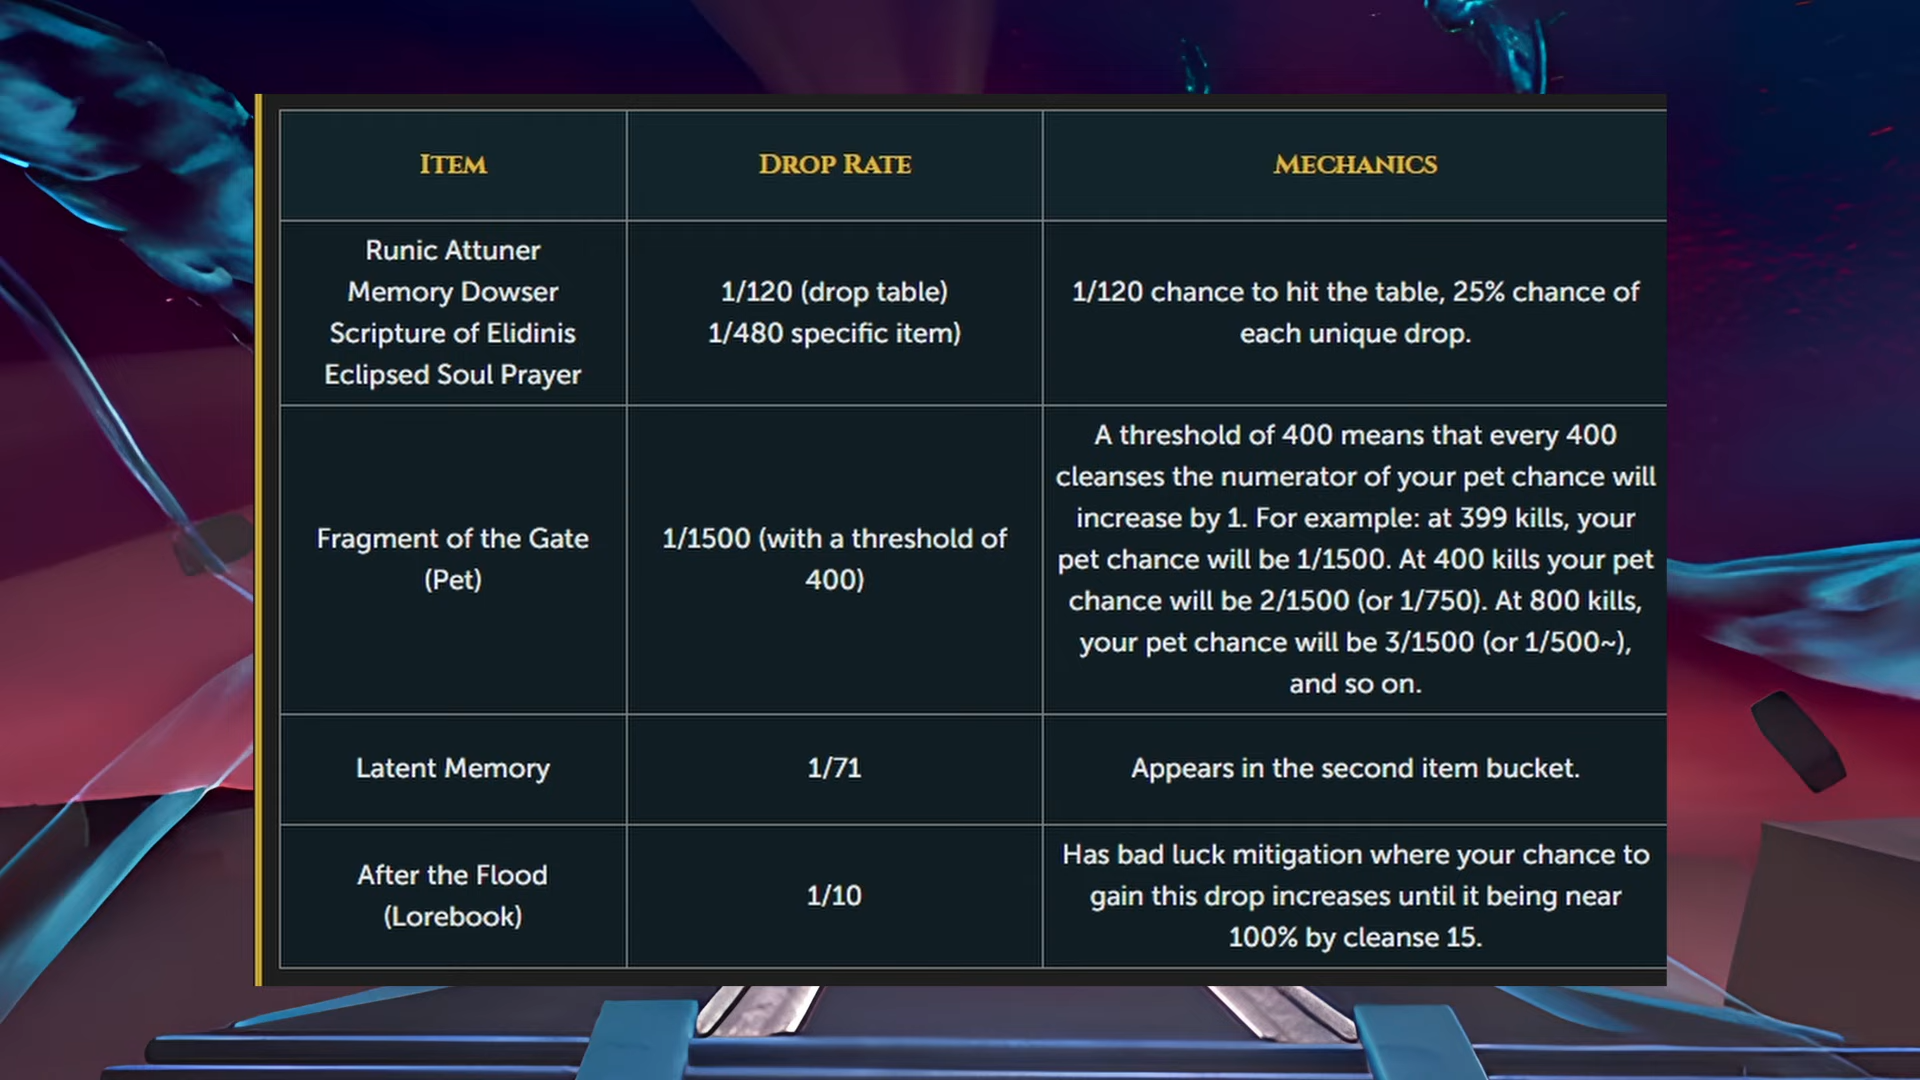 ITEM
DROP RATE
MECHANICS
Runic Attuner
Memory Dowser
Scripture of Elidinis
Eclipsed Soul Prayer
1/120 (drop table)
1/480 specific item)
1/120 chance to hit the table, 25% chance of
each unique drop.
Fragment of the Gate
(Pet)
1/1500 (with a threshold of
400)
A threshold of 400 means that every 400
cleanses the numerator of your pet chance will
increase by 1. For example: at 399 kills, your
pet chance will be 1/1500. At 400 kills your pet
chance will be 2/1500 (or 1/750). At 800 kills,
your pet chance will be 3/1500 (or 1/500~),
and so on.
Latent Memory
1/71
Appears in the second item bucket.
After the Flood
(Lorebook)
1/10
Has bad luck mitigation where your chance to
gain this drop increases until it being near
100% by cleanse 15.